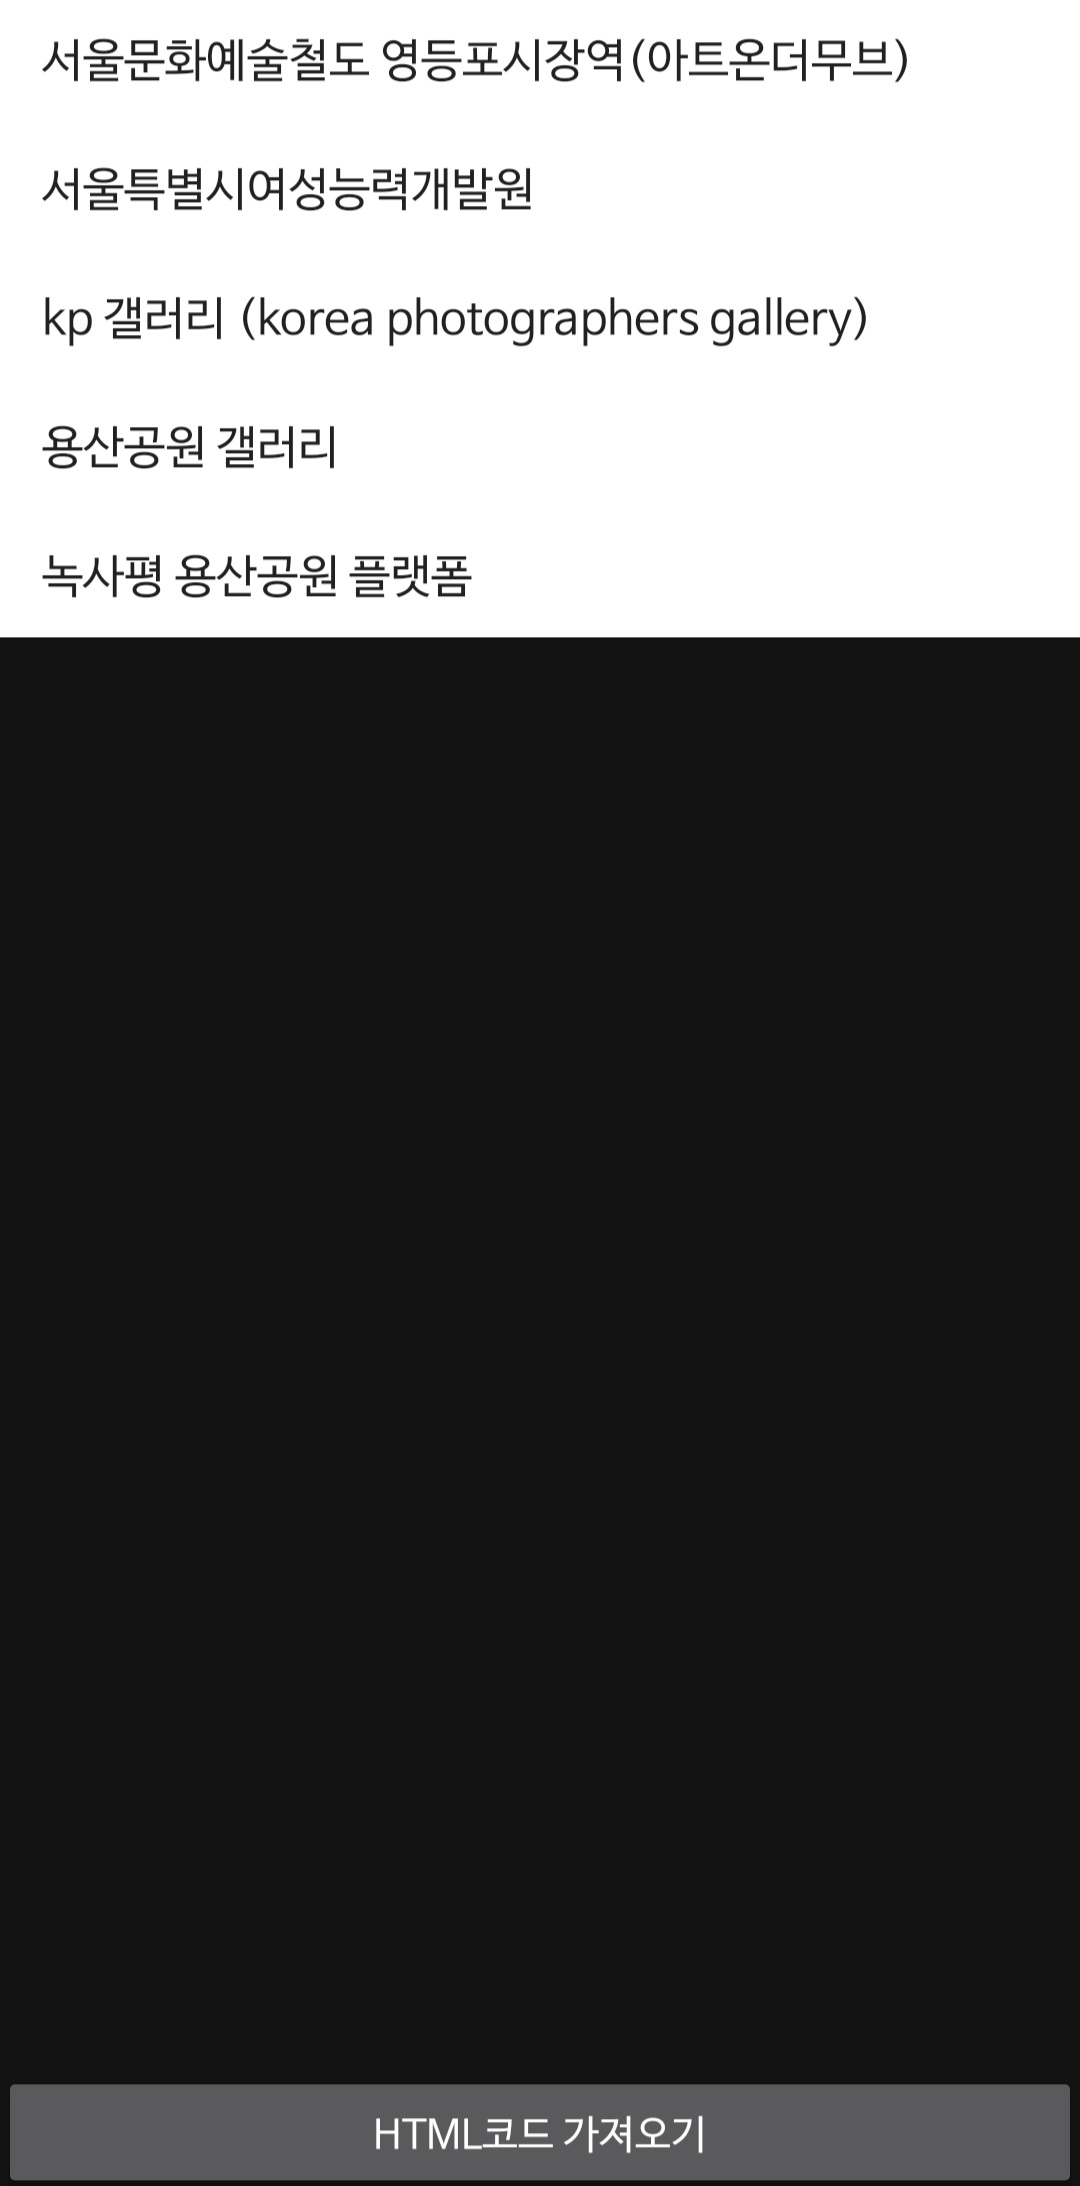 서울문화예술철도 영등포시장역(아트온더무브)
서울특별시여성능력개발원
kp 갤러리 (korea photographers gallery)
용산공원 갤러리
녹사평 용산공원 플랫폼
HTML코드 가져오기